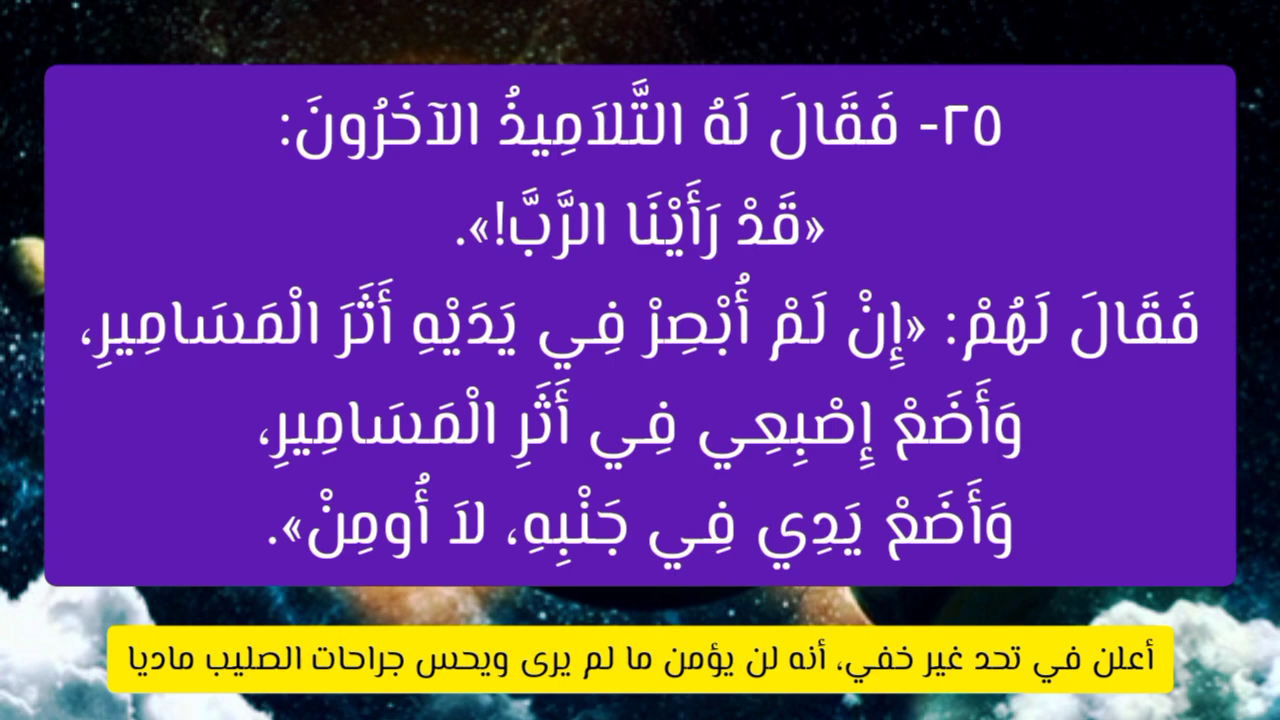 ٢٥- فَقَالَ لَهُ التَّلاَمِيذُ الآخَرُونَ:
«قَدْ رَأَيْنَا الرَّبَّ!».
فَقَالَ لَهُمْ: «إِنْ لَمْ أُبْصِرْ فِي يَدَيْهِ أَثَرَ الْمَسَامِيرِ،
وَأَضَعْ إِصْبِعِي فِي أَثَرِ الْمَسَامِيرِ،
وَأَضَعْ يَدِي فِي جَنْبِهِ، لاَ أُومِنْ».
أعلن في تحد غير خفي، أنه لن يؤمن ما لم يرى ويحس جراحات الصليب ماديا